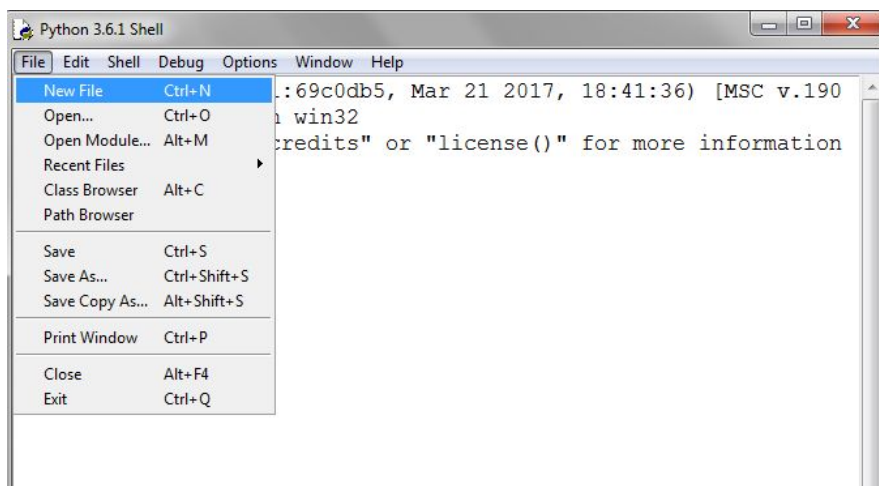 Python 3.6.1 Shell
File Edit Shell Debug Options Window Help
New File Ctrl+N
Open... Ctrl+O
Open Module... Alt+M
Recent Files
Class Browser Alt+C
Path Browser
Save Ctrl+S
Save As... Ctrl+Shift+S
Save Copy As... Alt+Shift+S
Print Window Ctrl+P
Close Alt+F4
Exit Ctrl+Q
:69c0db5, Mar 21 2017, 18:41:36) [MSC v.190
win32
credits" or "license()" for more information